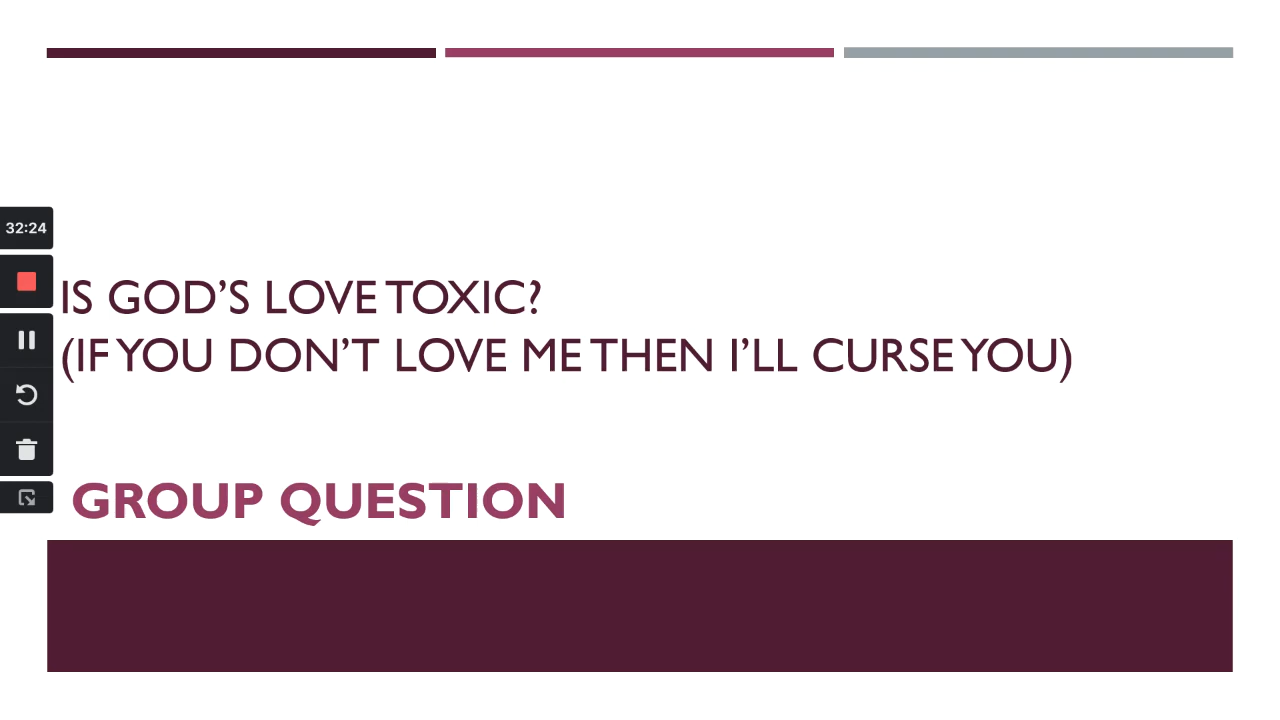 32:24
IS GOD’S LOVE TOXIC?
(IF YOU DON’T LOVE ME THEN I’LL CURSE YOU)
GROUP QUESTION